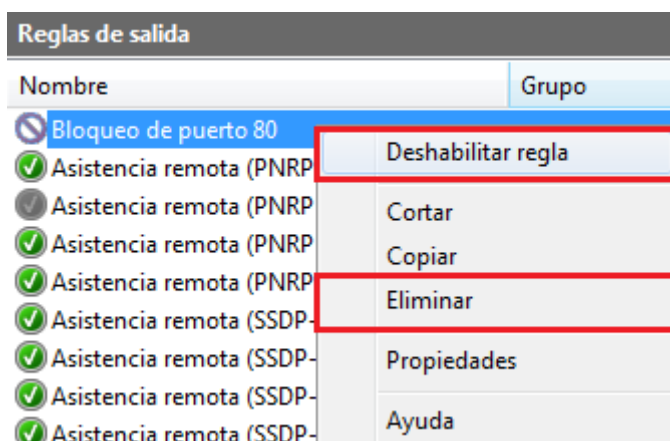 Reglas de salida
Nombre Grupo
Bloqueo de puerto 80
Asistencia remota (PNRP
Asistencia remota (PNRP
Asistencia remota (PNRP
Asistencia remota (PNRP
Asistencia remota (SSDP-
Asistencia remota (SSDP-
Asistencia remota (SSDP-
Asistencia remota (SSDP-
Deshabilitar regla
Cortar
Copiar
Eliminar
Propiedades
Ayuda